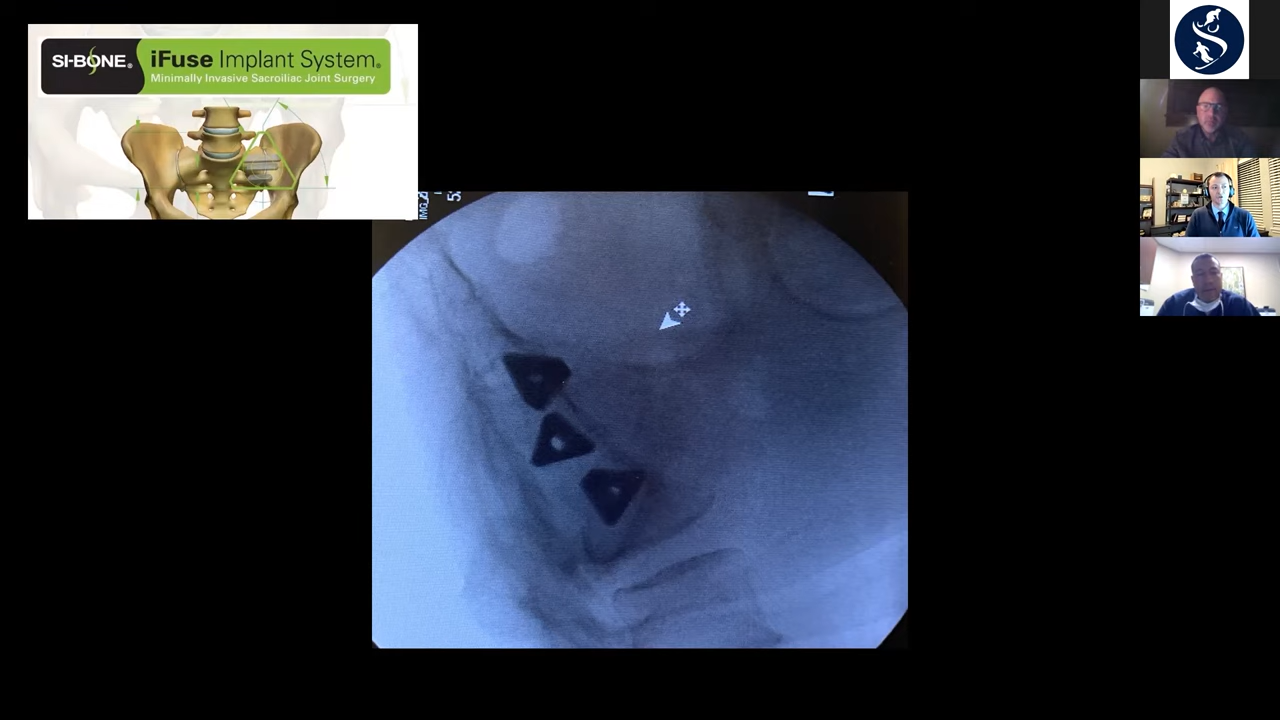 SI-BONE®
iFuse Implant System®
Minimally Invasive Sacroiliac Joint Surgery